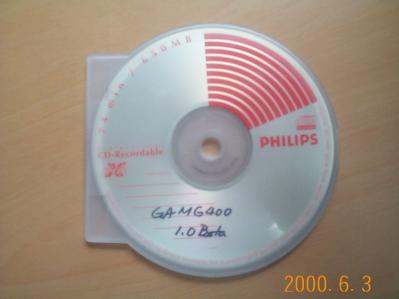 74 min / 650 MB
CD-Recordable
PHILIPS
GAMG400
1.0 Beta
2000. 6. 3